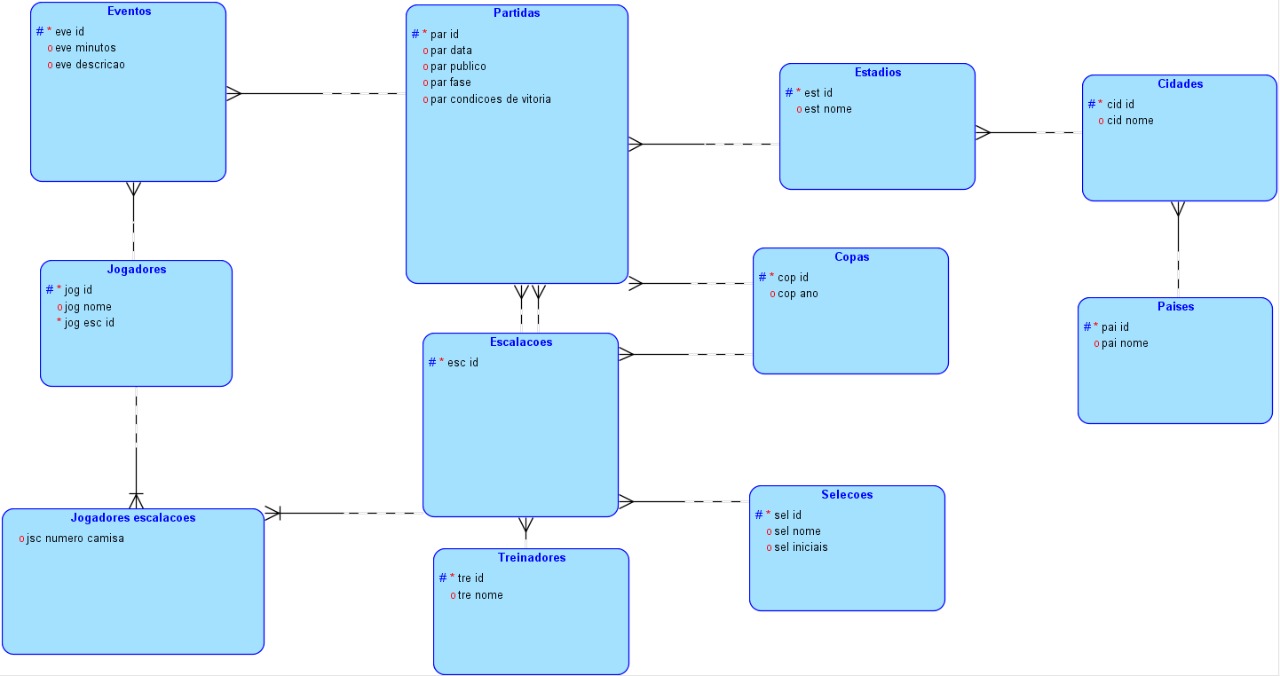 Eventos
# * eve id
o eve minutos
o eve descricao
Partidas
# * par id
o par data
o par publico
o par fase
o par condicoes de vitoria
Estadios
# * est id
o est nome
Cidades
# * cid id
o cid nome
Jogadores
# * jog id
o jog nome
* jog esc id
Copas
# * cop id
o cop ano
Paises
# * pai id
o pai nome
Escalacoes
# * esc id
Jogadores escalacoes
o jsc numero camisa
Selecoes
# * sel id
o sel nome
o sel iniciais
Treinadores
# * tre id
o tre nome